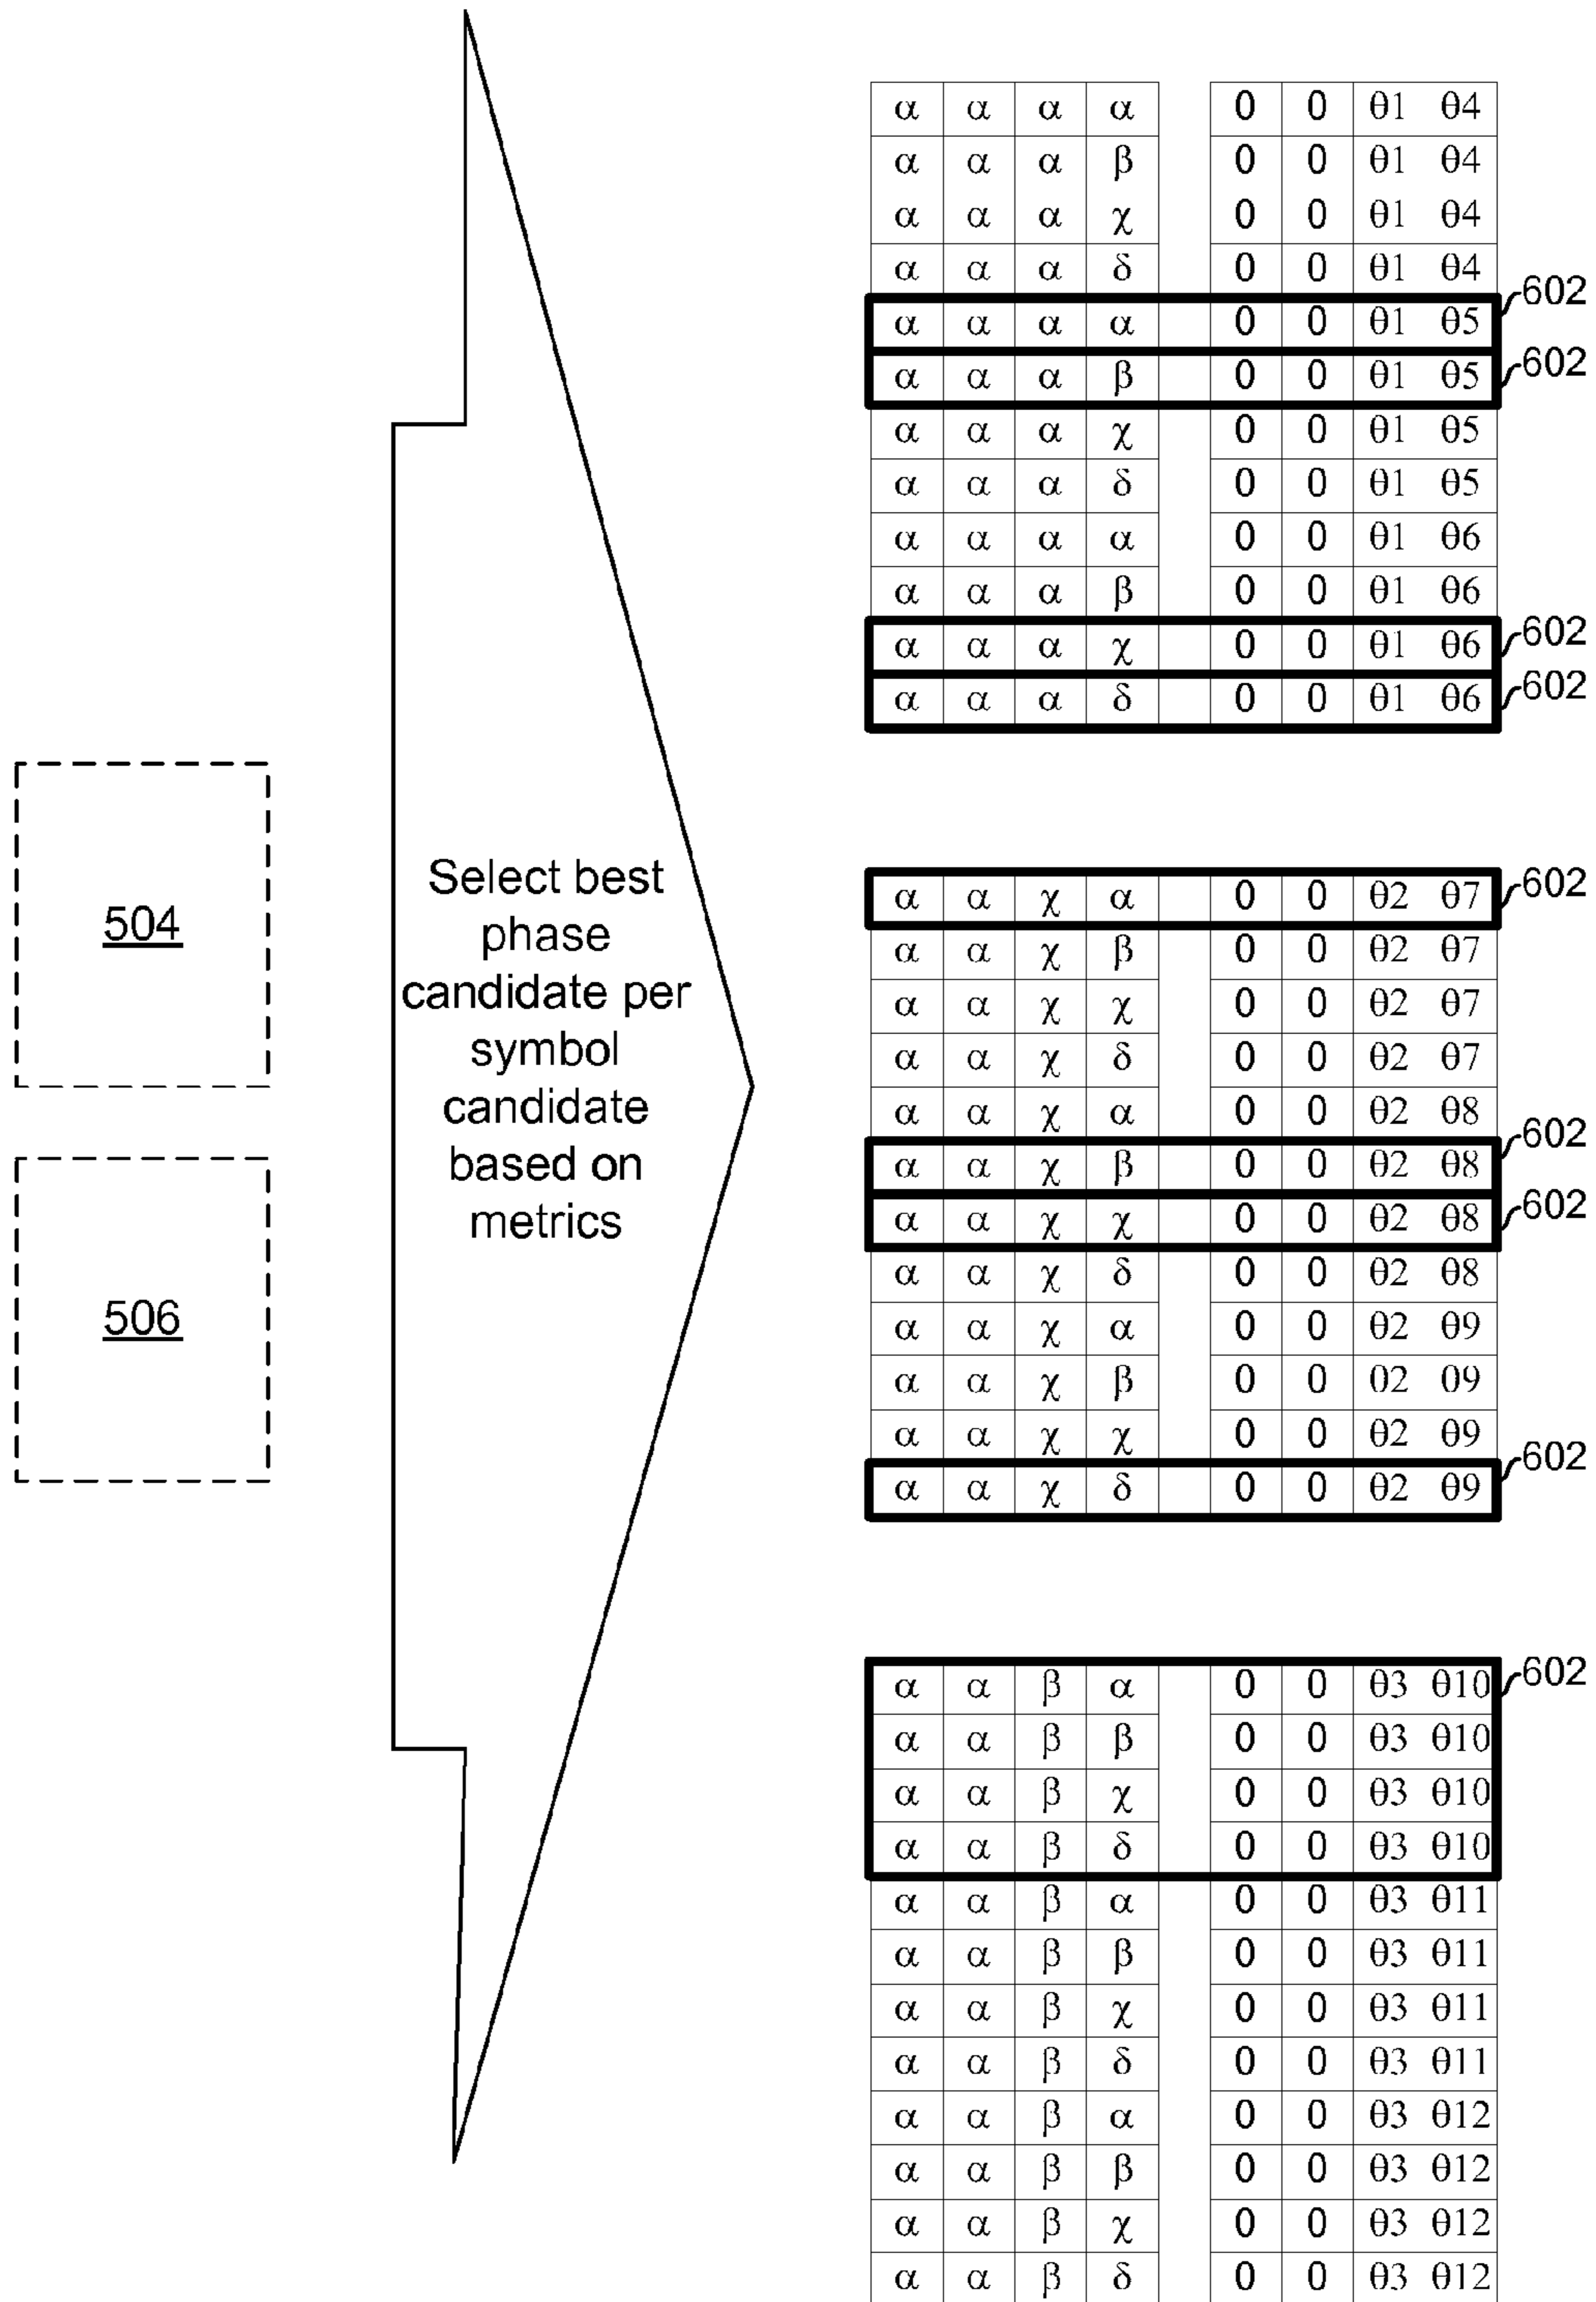 504
506
Select best
phase
candidate per
symbol
candidate
based on
metrics
α α α α 0 0 θ1 θ4
α α α β 0 0 θ1 θ4
α α α χ 0 0 θ1 θ4
α α α δ 0 0 θ1 θ4
α α α α 0 0 θ1 θ5 602
α α α β 0 0 θ1 θ5 602
α α α χ 0 0 θ1 θ5
α α α δ 0 0 θ1 θ5
α α α α 0 0 θ1 θ6
α α α β 0 0 θ1 θ6
α α α χ 0 0 θ1 θ6 602
α α α δ 0 0 θ1 θ6 602
α α χ α 0 0 θ2 θ7 602
α α χ β 0 0 θ2 θ7
α α χ χ 0 0 θ2 θ7
α α χ δ 0 0 θ2 θ7
α α χ α 0 0 θ2 θ8
α α χ β 0 0 θ2 θ8 602
α α χ χ 0 0 θ2 θ8 602
α α χ δ 0 0 θ2 θ8
α α χ α 0 0 θ2 θ9
α α χ β 0 0 θ2 θ9
α α χ χ 0 0 θ2 θ9
α α χ δ 0 0 θ2 θ9 602
α α β α 0 0 θ3 θ10 602
α α β β 0 0 θ3 θ10
α α β χ 0 0 θ3 θ10
α α β δ 0 0 θ3 θ10
α α β α 0 0 θ3 θ11
α α β β 0 0 θ3 θ11
α α β χ 0 0 θ3 θ11
α α β δ 0 0 θ3 θ11
α α β α 0 0 θ3 θ12
α α β β 0 0 θ3 θ12
α α β χ 0 0 θ3 θ12
α α β δ 0 0 θ3 θ12